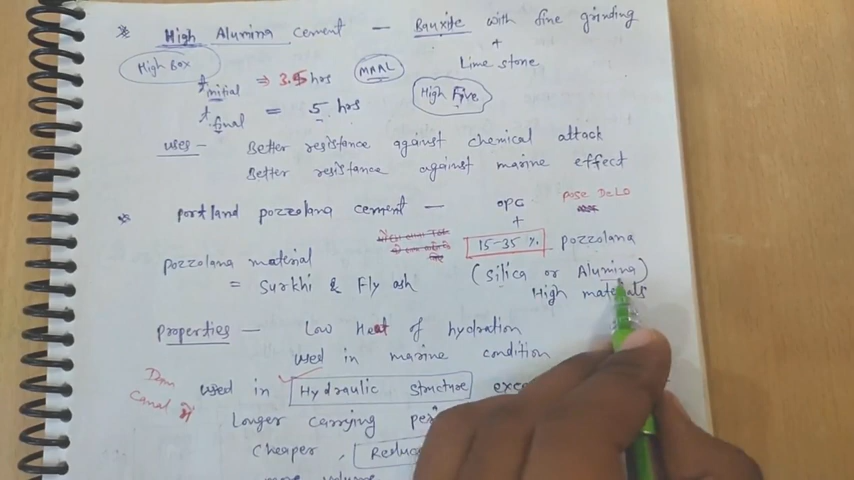 * High Alumina cement — Bauxite with fine grinding
+
Lime stone
High Box
t initial ⇒ 3.5 hrs MAAL
t final = 5 hrs High Five
uses - Better resistance against chemical attack
Better resistance against marine effect
* Portland pozzolana cement — OPC
+
15-35 % pozzolana
(Silica or Alumina)
High materials
pozzolana material
= Surkhi & Fly ash
properties — Low Heat of hydration
used in marine condition
Dam
Canal
used in Hydraulic structure
Longer carrying
Cheaper,
more volume